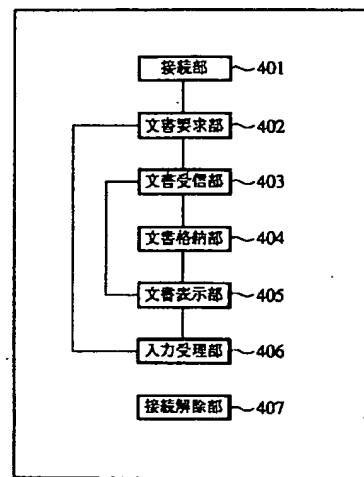 接続部 401
文書要求部 402
文書受信部 403
文書格納部 404
文書表示部 405
入力受理部 406
接続解除部 407